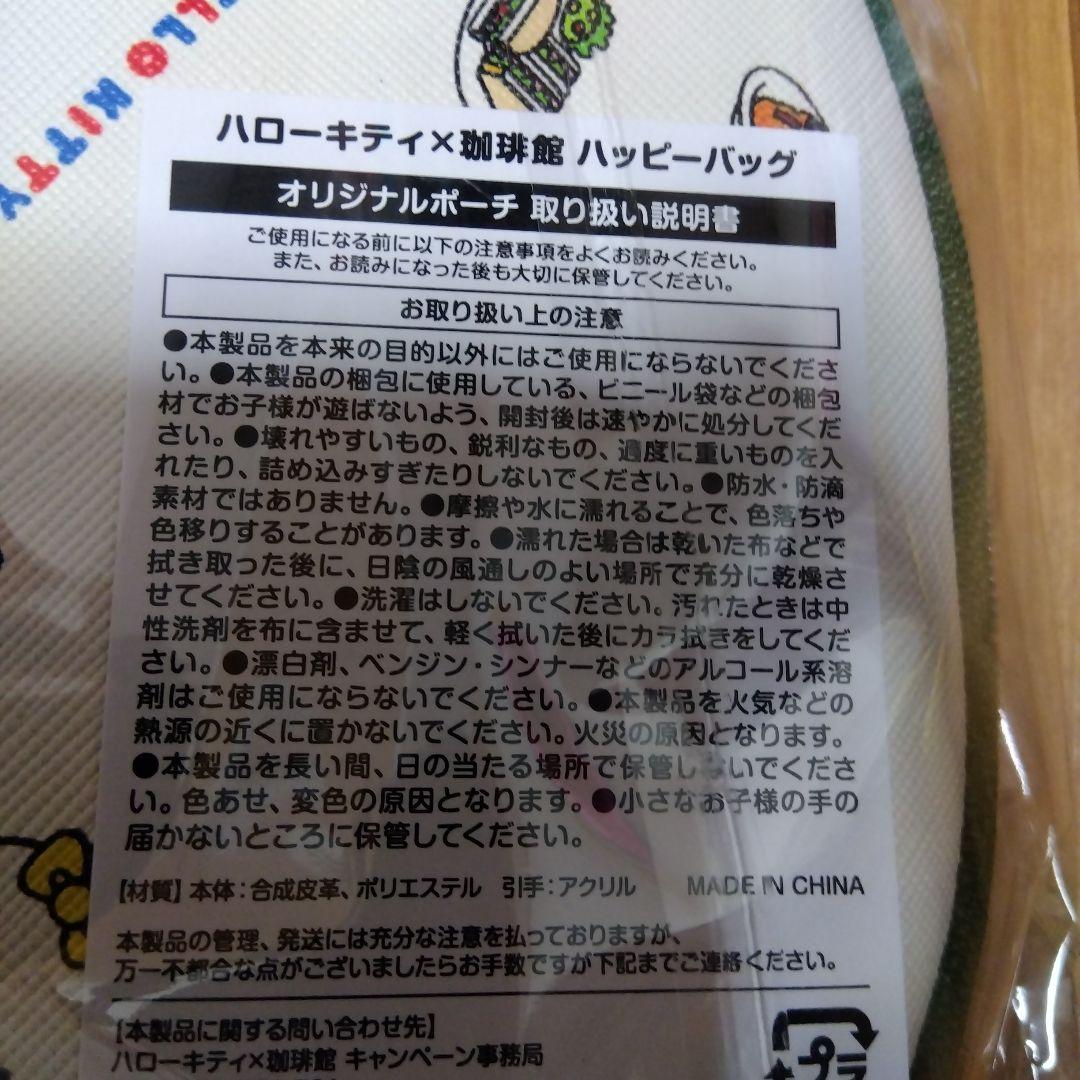 HELLO KITTY
ハローキティ×珈琲館 ハッピーバッグ
オリジナルポーチ 取り扱い説明書
ご使用になる前に以下の注意事項をよくお読みください。
また、お読みになった後も大切に保管してください。
お取り扱い上の注意
●本製品を本来の目的以外にはご使用にならないでくださ
い。●本製品の梱包に使用している、ビニール袋などの梱包
材でお子様が遊ばないよう、開封後は速やかに処分してくだ
さい。●壊れやすいもの、鋭利なもの、過度に重いものを入
れたり、詰め込みすぎたりしないでください。●防水・防滴
素材ではありません。●摩擦や水に濡れることで、色落ちや
色移りすることがあります。●濡れた場合は乾いた布などで
拭き取った後に、日陰の風通しのよい場所で充分に乾燥さ
せてください。●洗濯はしないでください。汚れたときは中
性洗剤を布に含ませて、軽く拭いた後にカラ拭きをしてくだ
さい。●漂白剤、ベンジン・シンナーなどのアルコール系溶
剤はご使用にならないでください。●本製品を火気などの
熱源の近くに置かないでください。火災の原因となります。
●本製品を長い間、日の当たる場所で保管しないでくださ
い。色あせ、変色の原因となります。●小さなお子様の手の
届かないところに保管してください。
【材質】本体：合成皮革、ポリエステル 引手：アクリル MADE IN CHINA
本製品の管理、発送には充分な注意を払っておりますが、
万一不都合な点がございましたらお手数ですが下記までご連絡ください。
【本製品に関する問い合わせ先】
ハローキティ×珈琲館 キャンペーン事務局
プラ